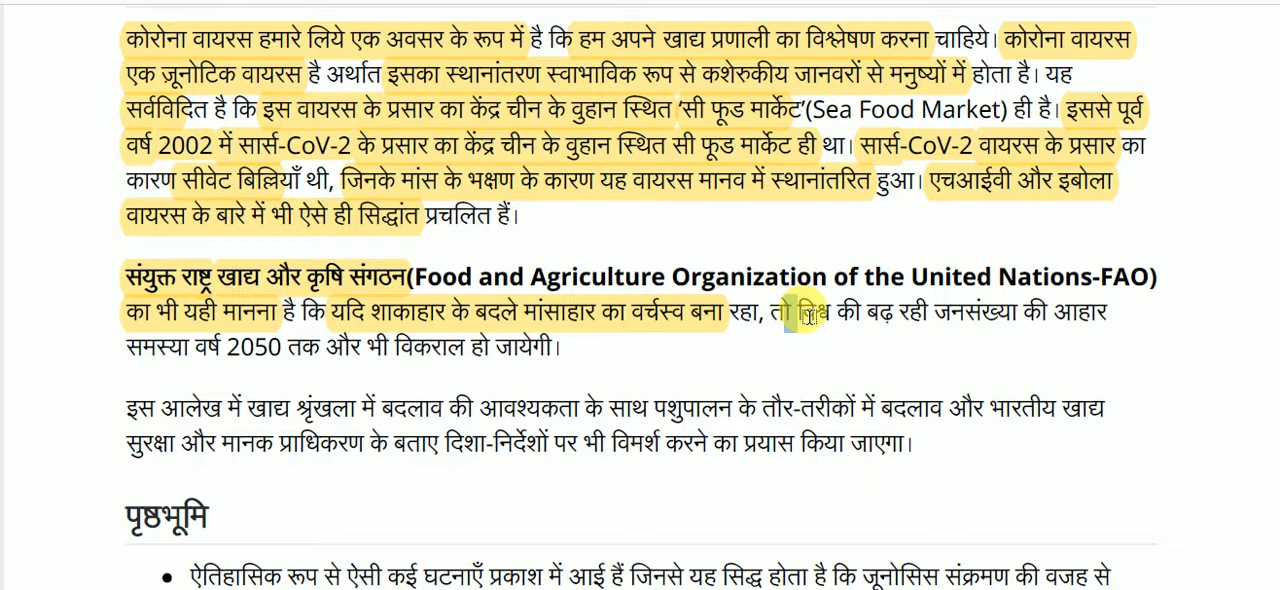 कोरोना वायरस हमारे लिये एक अवसर के रूप में है कि हम अपने खाद्य प्रणाली का विश्लेषण करना चाहिये। कोरोना वायरस
एक ज़ूनोटिक वायरस है अर्थात इसका स्थानांतरण स्वाभाविक रूप से कशेरुकीय जानवरों से मनुष्यों में होता है। यह
सर्वविदित है कि इस वायरस के प्रसार का केंद्र चीन के वुहान स्थित ‘सी फूड मार्केट’(Sea Food Market) ही है। इससे पूर्व
वर्ष 2002 में सार्स-CoV-2 के प्रसार का केंद्र चीन के वुहान स्थित सी फूड मार्केट ही था। सार्स-CoV-2 वायरस के प्रसार का
कारण सीवेट बिल्लियाँ थी, जिनके मांस के भक्षण के कारण यह वायरस मानव में स्थानांतरित हुआ। एचआईवी और इबोला
वायरस के बारे में भी ऐसे ही सिद्धांत प्रचलित हैं।
संयुक्त राष्ट्र खाद्य और कृषि संगठन(Food and Agriculture Organization of the United Nations-FAO)
का भी यही मानना है कि यदि शाकाहार के बदले मांसाहार का वर्चस्व बना रहा, तो विश्व की बढ़ रही जनसंख्या की आहार
समस्या वर्ष 2050 तक और भी विकराल हो जायेगी।
इस आलेख में खाद्य श्रृंखला में बदलाव की आवश्यकता के साथ पशुपालन के तौर-तरीकों में बदलाव और भारतीय खाद्य
सुरक्षा और मानक प्राधिकरण के बताए दिशा-निर्देशों पर भी विमर्श करने का प्रयास किया जाएगा।
पृष्ठभूमि
ऐतिहासिक रूप से ऐसी कई घटनाएँ प्रकाश में आई हैं जिनसे यह सिद्ध होता है कि जूनोसिस संक्रमण की वजह से